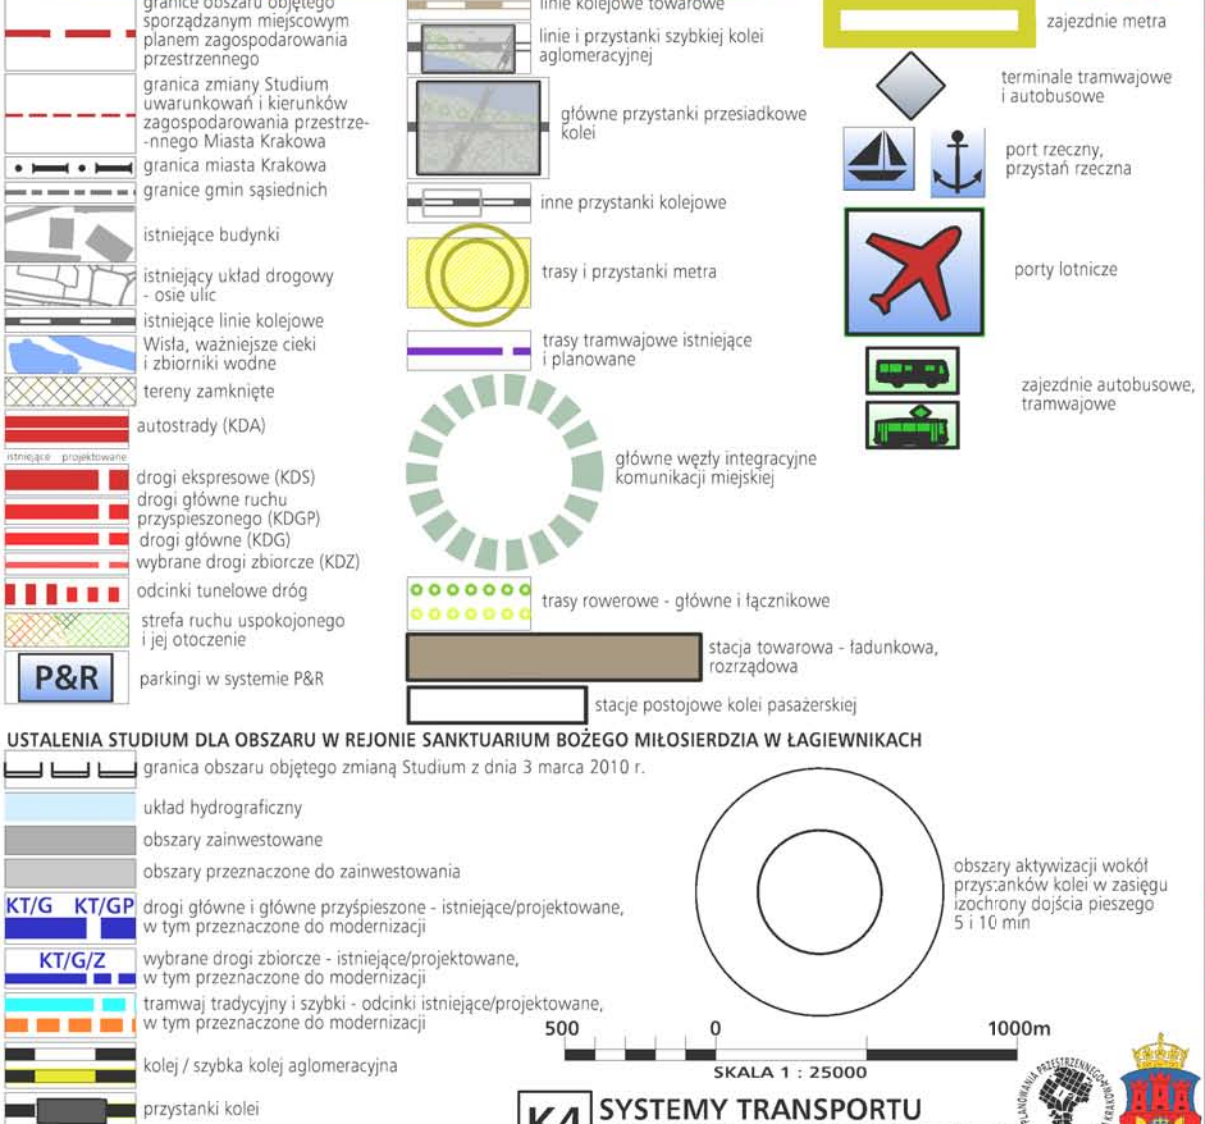 granice obszaru objętego
sporządzanym miejscowym
planem zagospodarowania
przestrzennego
granica zmiany Studium
uwarunkowań i kierunków
zagospodarowania przestrze-
-nnego Miasta Krakowa
granica miasta Krakowa
granice gmin sąsiednich
istniejące budynki
istniejący układ drogowy
- osie ulic
istniejące linie kolejowe
Wisła, ważniejsze cieki
i zbiorniki wodne
tereny zamknięte
autostrady (KDA)
istniejące projektowane
drogi ekspresowe (KDS)
drogi główne ruchu
przyspieszonego (KDGP)
drogi główne (KDG)
wybrane drogi zbiorcze (KDZ)
odcinki tunelowe dróg
strefa ruchu uspokojonego
i jej otoczenie
P&R
parkingi w systemie P&R
linie kolejowe towarowe
linie i przystanki szybkiej kolei
aglomeracyjnej
główne przystanki przesiadkowe
kolei
inne przystanki kolejowe
trasy i przystanki metra
trasy tramwajowe istniejące
i planowane
główne węzły integracyjne
komunikacji miejskiej
trasy rowerowe - główne i łącznikowe
stacja towarowa - ładunkowa,
rozrządowa
stacje postojowe kolei pasażerskiej
zajezdnie metra
terminale tramwajowe
i autobusowe
port rzeczny,
przystań rzeczna
porty lotnicze
zajezdnie autobusowe,
tramwajowe
USTALENIA STUDIUM DLA OBSZARU W REJONIE SANKTUARIUM BOŻEGO MIŁOSIERDZIA W ŁAGIEWNIKACH
granica obszaru objętego zmianą Studium z dnia 3 marca 2010 r.
układ hydrograficzny
obszary zainwestowane
obszary przeznaczone do zainwestowania
KT/G KT/GP
drogi główne i główne przyśpieszone - istniejące/projektowane,
w tym przeznaczone do modernizacji
KT/G/Z
wybrane drogi zbiorcze - istniejące/projektowane,
w tym przeznaczone do modernizacji
tramwaj tradycyjny i szybki - odcinki istniejące/projektowane,
w tym przeznaczone do modernizacji
kolej / szybka kolej aglomeracyjna
przystanki kolei
obszary aktywizacji wokół
przystanków kolei w zasięgu
izochrony dojścia pieszego
5 i 10 min
500 0 1000m
SKALA 1 : 25000
K4
SYSTEMY TRANSPORTU